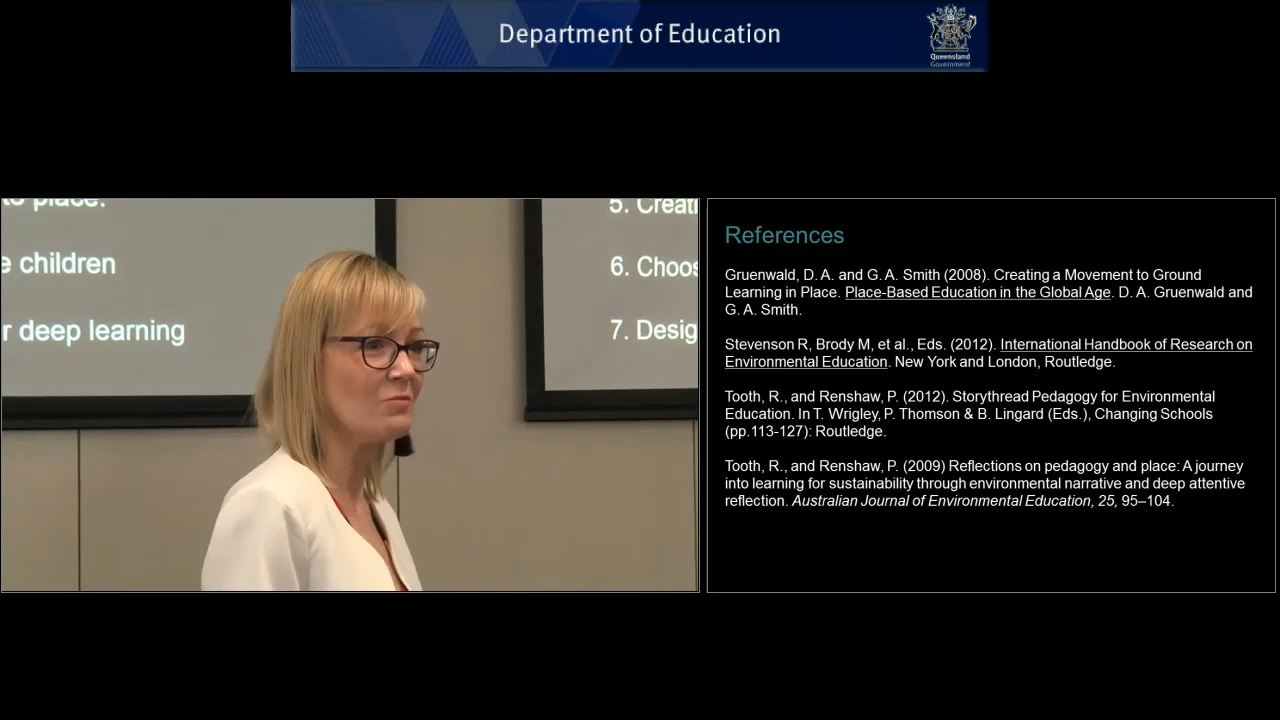 Department of Education
Queensland
Government
to place.
e children
r deep learning
5. Creati
6. Choos
7. Desig
References
Gruenwald, D. A. and G. A. Smith (2008). Creating a Movement to Ground
Learning in Place. Place-Based Education in the Global Age. D. A. Gruenwald and
G. A. Smith.
Stevenson R, Brody M, et al., Eds. (2012). International Handbook of Research on
Environmental Education. New York and London, Routledge.
Tooth, R., and Renshaw, P. (2012). Storythread Pedagogy for Environmental
Education. In T. Wrigley, P. Thomson & B. Lingard (Eds.), Changing Schools
(pp.113-127): Routledge.
Tooth, R., and Renshaw, P. (2009) Reflections on pedagogy and place: A journey
into learning for sustainability through environmental narrative and deep attentive
reflection. Australian Journal of Environmental Education, 25, 95–104.